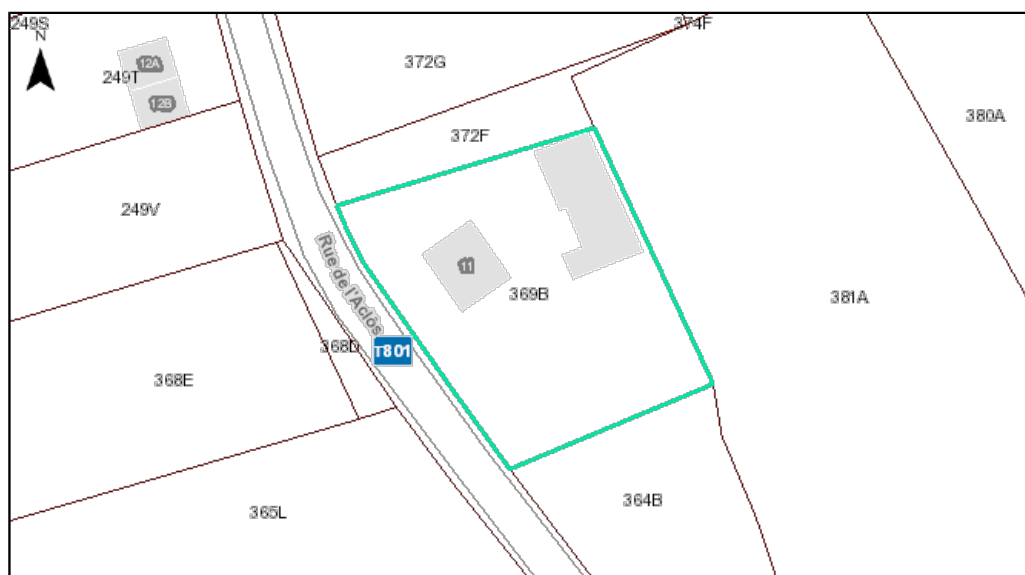 249S
374F
N
372G
12A
249T
12B
380A
372F
249V
Rue de l'Aclôs
11
369B
381A
368D
T801
368E
364B
365L